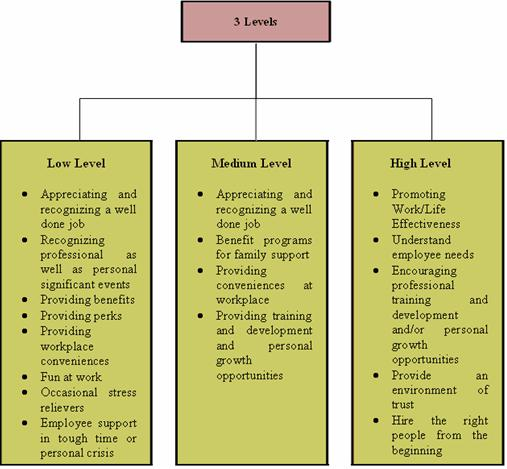 3 Levels
Low Level
Appreciating and
recognizing a well
done job
Recognizing
professional as
well as personal
significant events
Providing benefits
Providing perks
Providing
workplace
conveniences
Fun at work
Occasional stress
relievers
Employee support
in tough time or
personal crisis
Medium Level
Appreciating and
recognizing a well
done job
Benefit programs
for family support
Providing
conveniences at
workplace
Providing training
and development
and personal
growth
opportunities
High Level
Promoting
Work/Life
Effectiveness
Understand
employee needs
Encouraging
professional
training and
development
and/or personal
growth
opportunities
Provide an
environment of
trust
Hire the right
people from the
beginning